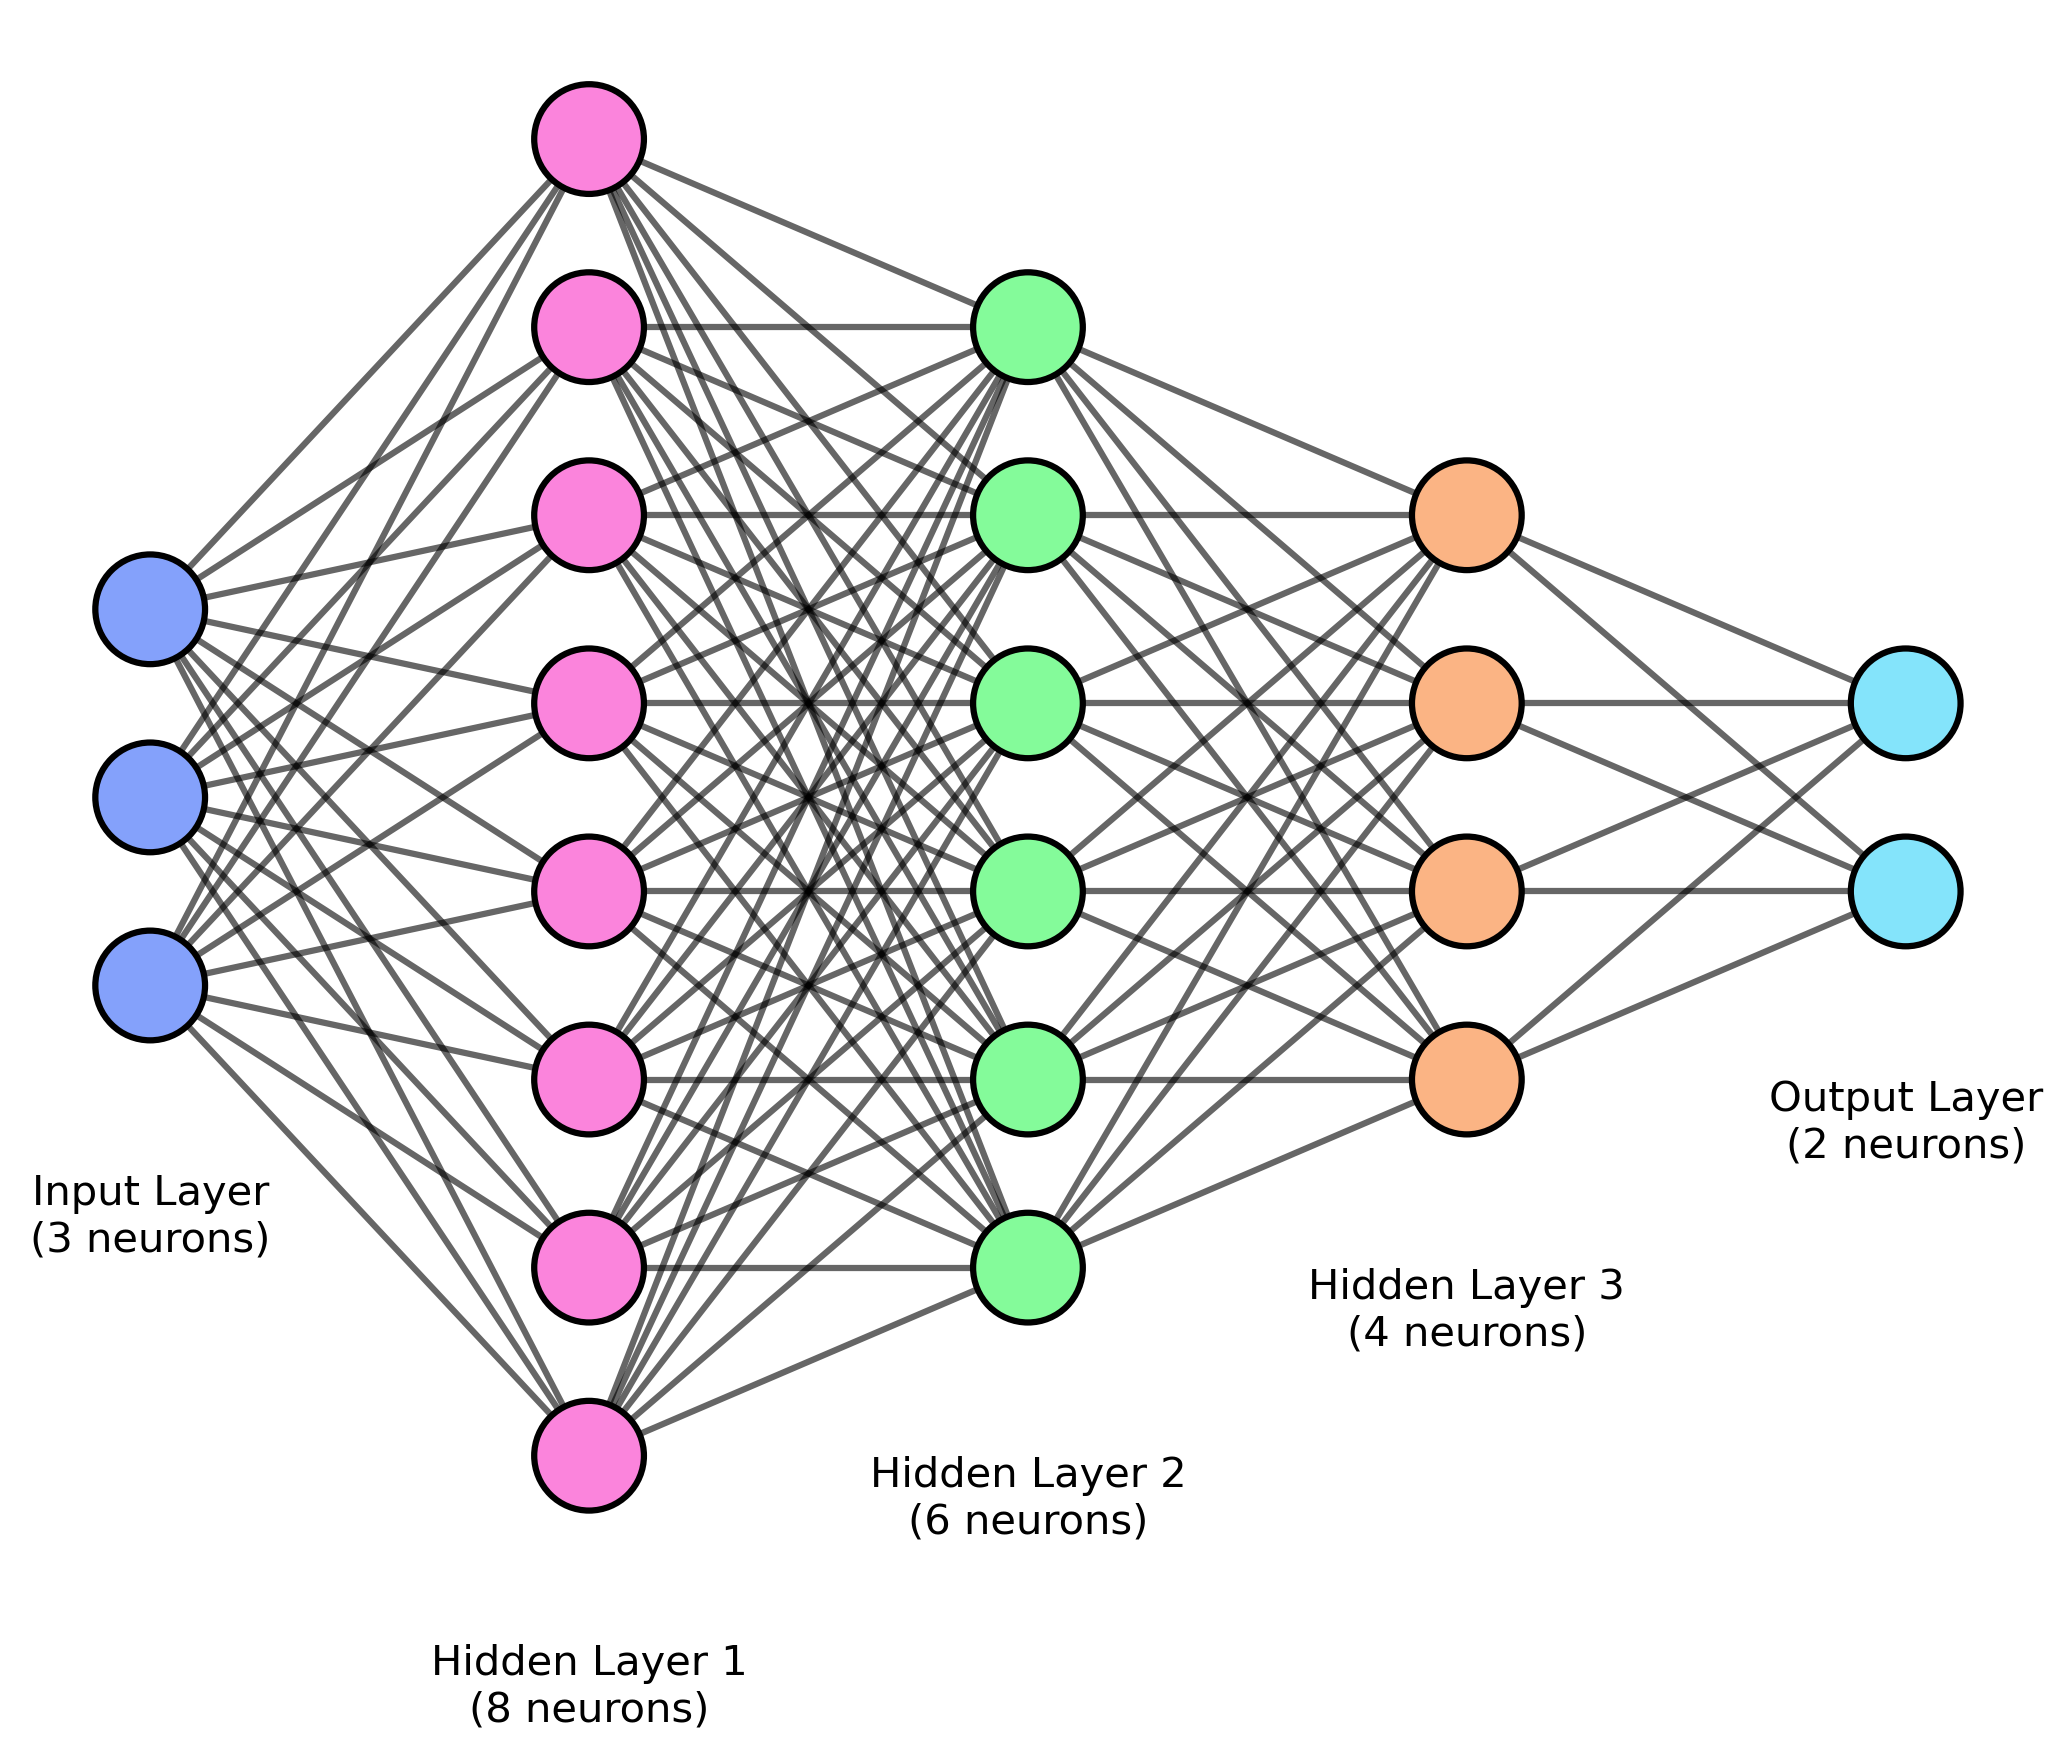 Input Layer
(3 neurons)
Hidden Layer 1
(8 neurons)
Hidden Layer 2
(6 neurons)
Hidden Layer 3
(4 neurons)
Output Layer
(2 neurons)